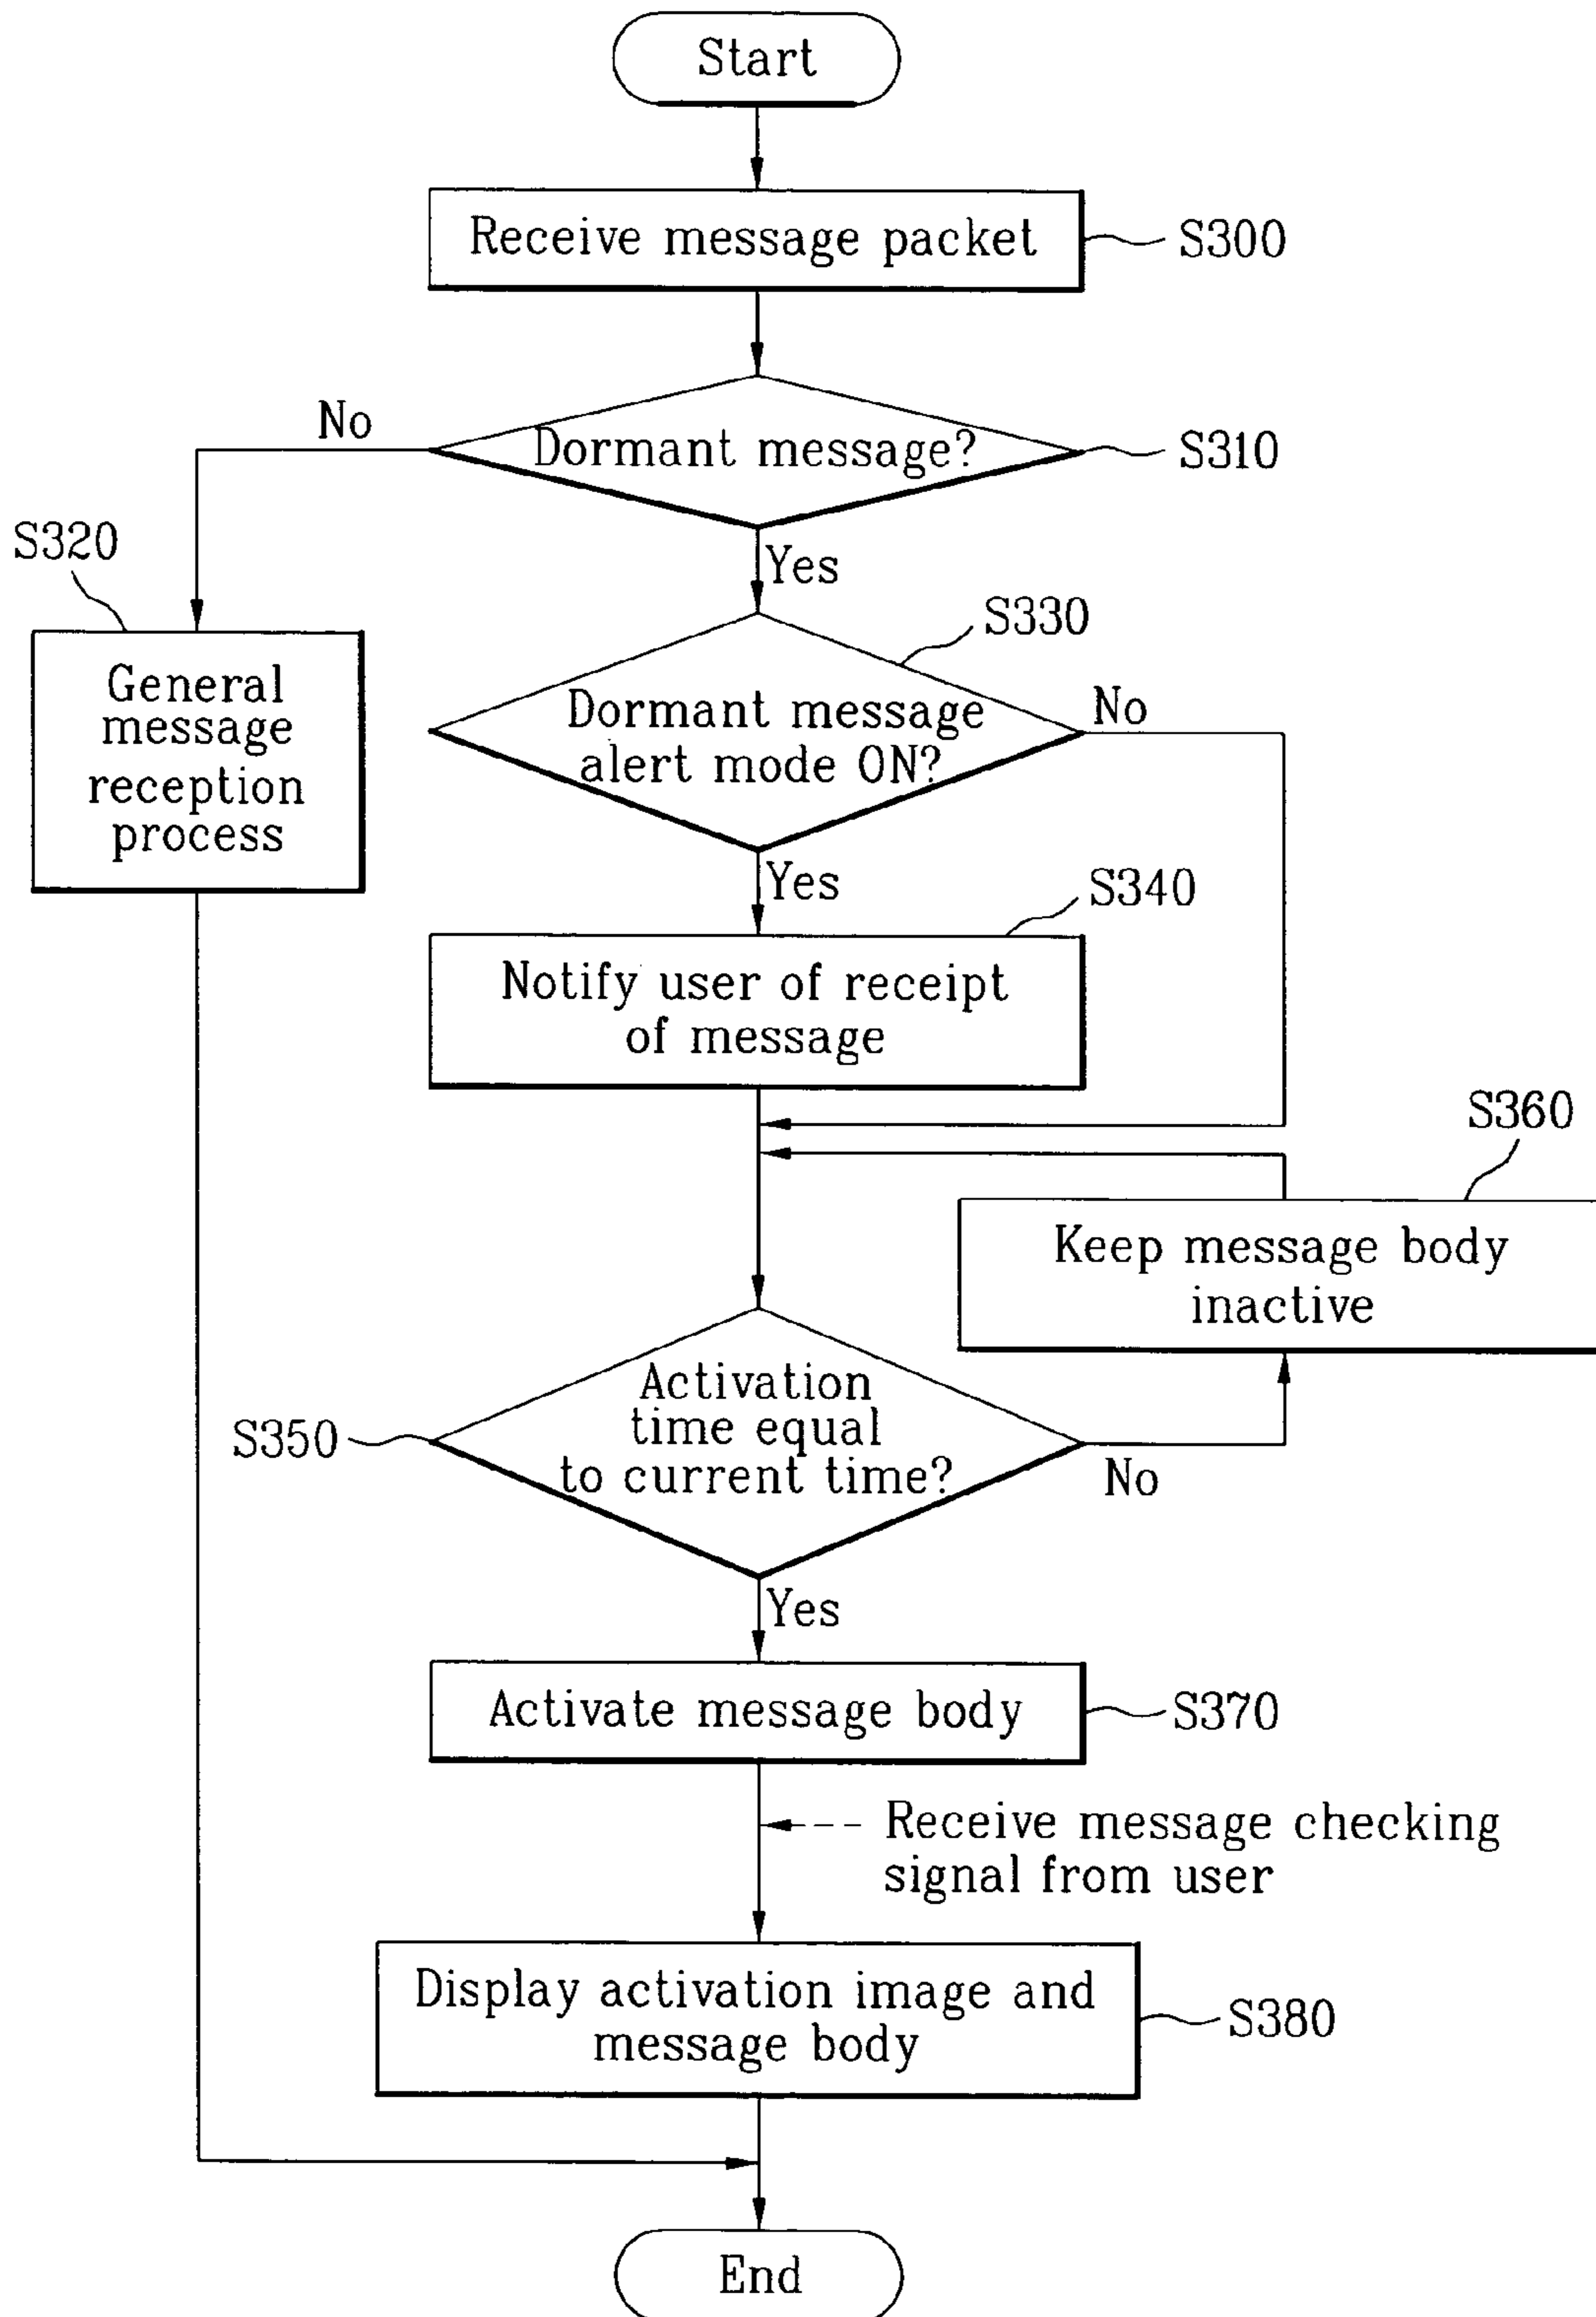 Start
Receive message packet
S300
No
Dormant message?
S310
S320
Yes
S330
General
message
reception
process
Dormant message
alert mode ON?
No
Yes
S340
Notify user of receipt
of message
S360
Keep message body
inactive
Activation
time equal
to current time?
S350
No
Yes
Activate message body
S370
Receive message checking
signal from user
Display activation image and
message body
S380
End